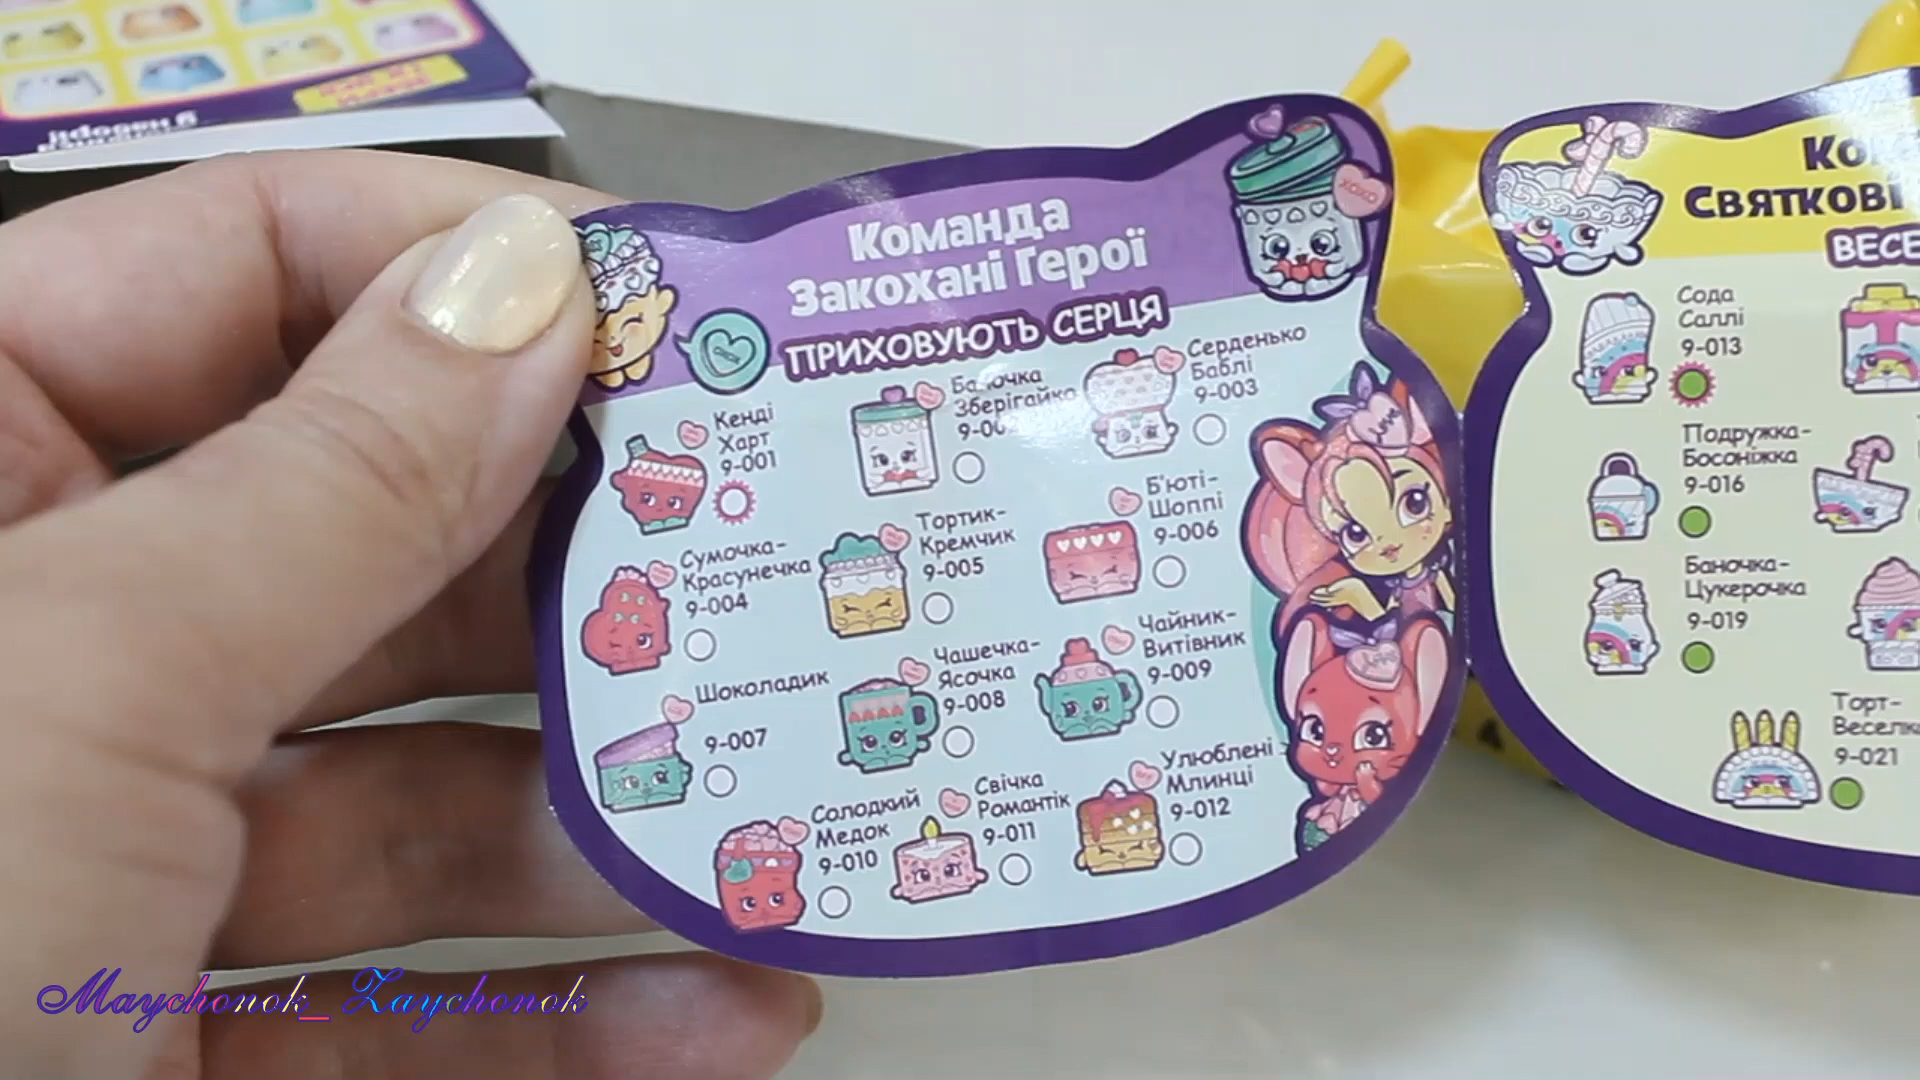 Команда
Закохані Герої
ПРИХОВУЮТЬ СЕРЦЯ
XOXO
Кенді
Харт
9-001
Баночка
Зберігайко
Серденько
Баблі
9-003
Сумочка-
Красунечка
9-004
Тортик-
Кремчик
9-005
Б'юті-
Шоппі
9-006
Шоколадик
9-007
Чашечка-
Ясочка
9-008
Чайник-
Витівник
9-009
Солодкий
Медок
9-010
Свічка
Романтік
9-011
Улюблені
Млинці
9-012
Love
Сода
Саллі
9-013
Подружка-
Босоніжка
9-016
Баночка-
Цукерочка
9-019
Торт-
9-021
Maychonok_Zaychonok